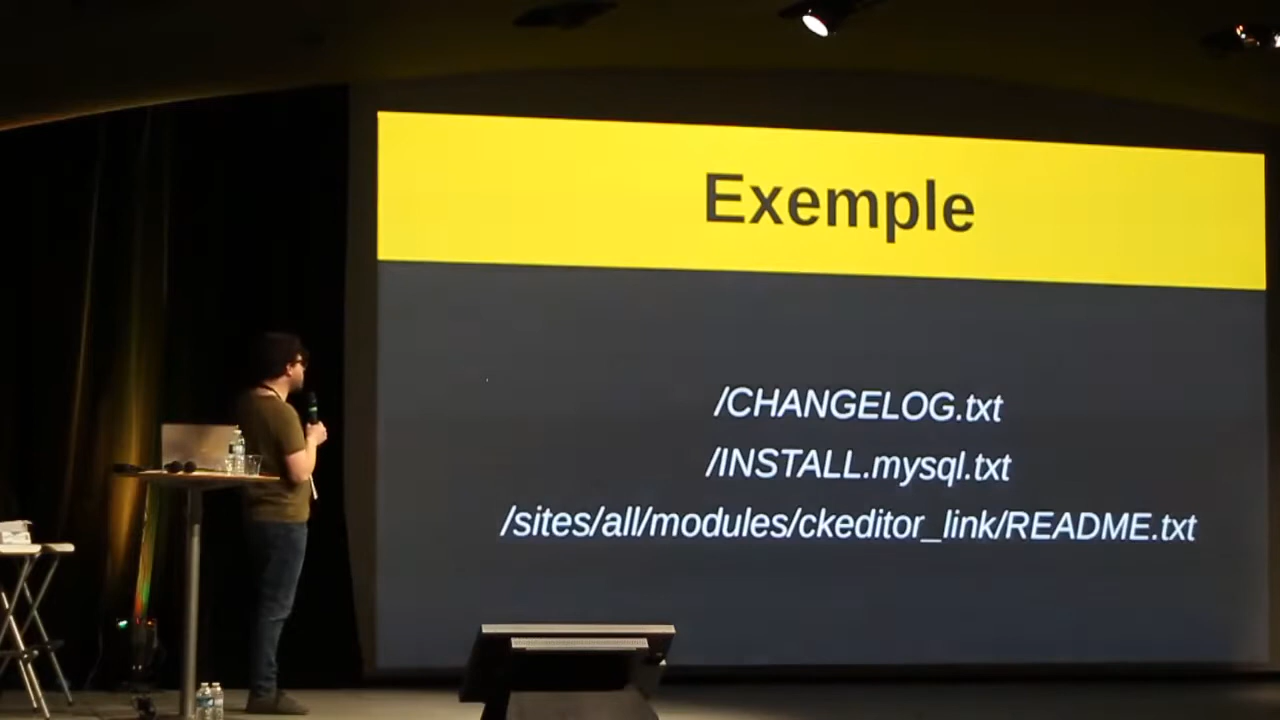 Exemple
/CHANGELOG.txt
/INSTALL.mysql.txt
/sites/all/modules/ckeditor_link/README.txt